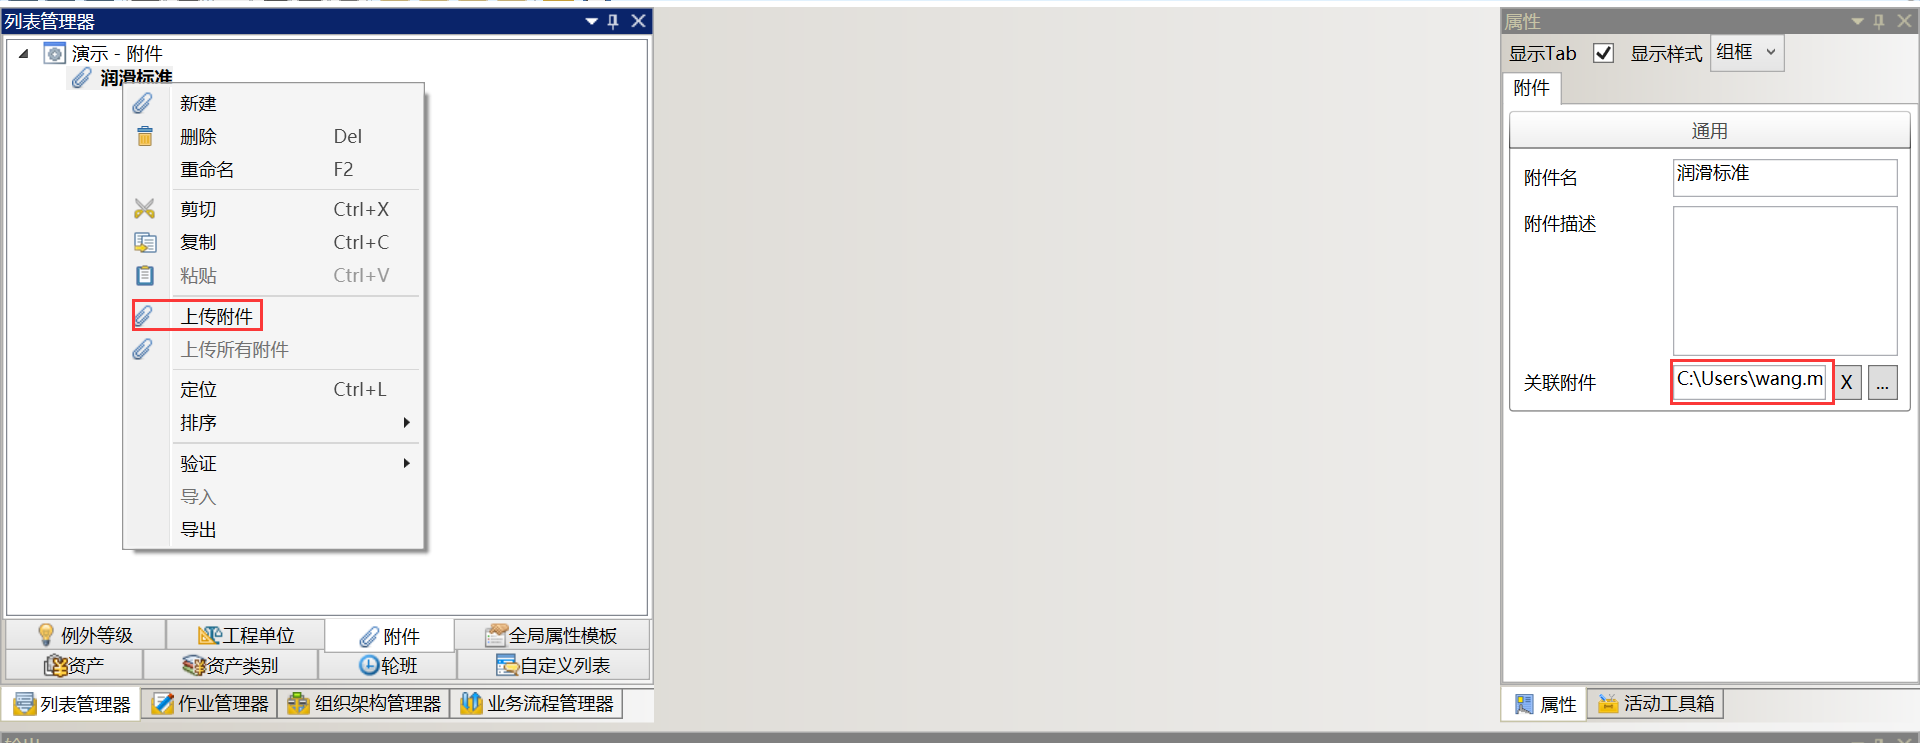 列表管理器
演示 - 附件
润滑标准
新建
删除 Del
重命名 F2
剪切 Ctrl+X
复制 Ctrl+C
粘贴 Ctrl+V
上传附件
上传所有附件
定位 Ctrl+L
排序
验证
导入
导出
例外等级 工程单位 附件 全局属性模板
资产 资产类别 轮班 自定义列表
列表管理器 作业管理器 组织架构管理器 业务流程管理器
属性
显示Tab 显示样式 组框
附件
通用
附件名 润滑标准
附件描述
关联附件 C:\Users\wang.m X ...
属性 活动工具箱